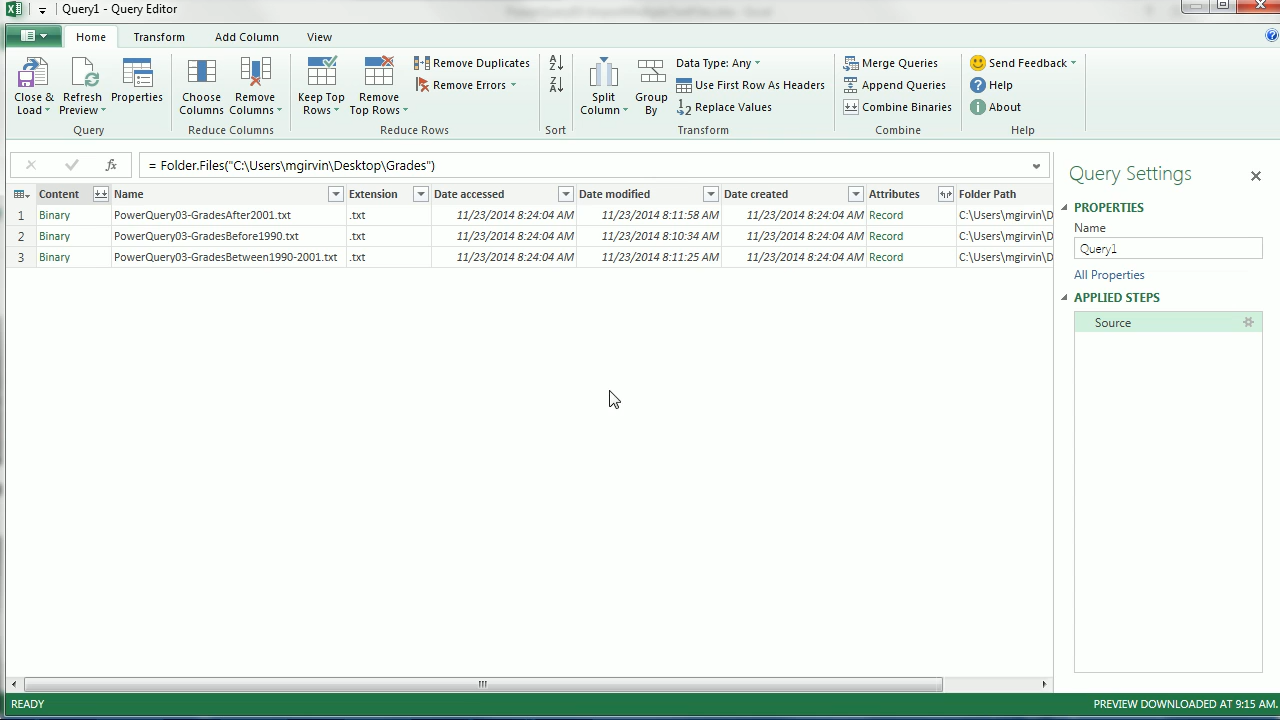 Query1 - Query Editor
Home Transform Add Column View
Close & Load
Refresh Preview
Properties
Query
Choose Columns
Remove Columns
Reduce Columns
Keep Top Rows
Remove Top Rows
Remove Duplicates
Remove Errors
Reduce Rows
Sort
Split Column
Group By
Data Type: Any
Use First Row As Headers
Replace Values
Transform
Merge Queries
Append Queries
Combine Binaries
Combine
Send Feedback
Help
About
Help
= Folder.Files("C:\Users\mgirvin\Desktop\Grades")
Content Name Extension Date accessed Date modified Date created Attributes Folder Path
1 Binary PowerQuery03-GradesAfter2001.txt .txt 11/23/2014 8:24:04 AM 11/23/2014 8:11:58 AM 11/23/2014 8:24:04 AM Record C:\Users\mgirvin\D
2 Binary PowerQuery03-GradesBefore1990.txt .txt 11/23/2014 8:24:04 AM 11/23/2014 8:10:34 AM 11/23/2014 8:24:04 AM Record C:\Users\mgirvin\D
3 Binary PowerQuery03-GradesBetween1990-2001.txt .txt 11/23/2014 8:24:04 AM 11/23/2014 8:11:25 AM 11/23/2014 8:24:04 AM Record C:\Users\mgirvin\D
Query Settings
PROPERTIES
Name
Query1
All Properties
APPLIED STEPS
Source
READY
PREVIEW DOWNLOADED AT 9:15 AM.